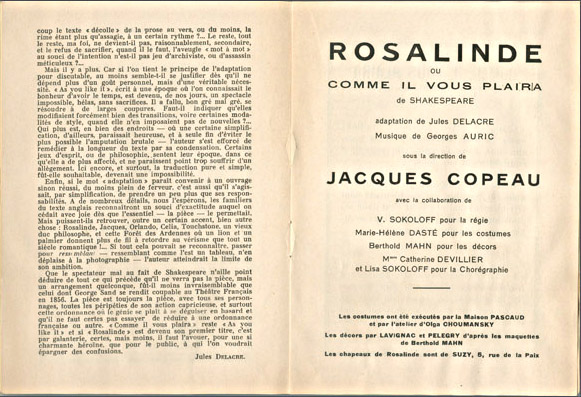 coup le texte « décolle » de la prose au vers, ou du moins, la
rime étant plus qu'assagie, à un certain rythme ?... Le reste, tout
le reste, ma foi, ne devient-il pas, raisonnablement, secondaire,
et le refus de sacrifier, quand il le faut, l'aveugle « mot à mot »
au souci de l'intention n'est-il pas jeu d'archiviste, ou d'assassin
méticuleux ?...
Mais il y a plus. Car si l'on tient le principe de l'adaptation
pour discutable, au moins semble-t-il se justifier dès qu'il ne
dépend plus d'un goût personnel, mais d'une véritable néces-
sité. « As you like it », écrit à une époque où l'on connaissait le
bonheur d'avoir le temps, est devenu, de nos jours, un spectacle
impossible, hélas, sans sacrifices. Il a fallu, bon gré mal gré, se
résoudre à de larges coupures. Faut-il indiquer qu'elles
modifiaient forcément bien des transitions, voire certaines moda-
lités de style, quand elle n'en imposaient pas de nouvelles ?...
Qui plus est, en bien des endroits — où une certaine simplifi-
cation, d'ailleurs, paraissait heureuse, et à seule fin d'éviter le
plus possible l'amputation brutale — l'auteur s'est efforcé de
remédier à la longueur du texte par sa condensation. Certains
jeux d'esprit, ou de philosophie, sentent leur époque, dans ce
qu'elle a de plus affecté, et ne paraissent point trop souffrir d'un
allègement. Ici encore, et surtout, la traduction pure et simple,
fût-elle souhaitable, devenait une impossibilité.
Enfin, le mot « adaptation » paraît convenir à un ouvrage
sinon réussi, du moins plein de ferveur, c'est aussi qu'il s'agis-
sait, par simplification, de prendre un peu plus que ses respon-
sabilités. A de nombreux détails, nous l'espérons, les familiers
du texte anglais reconnaîtront un souci d'exactitude auquel on
cédait avec joie dès que l'essentiel — la pièce — le permettait.
Mais puissent-ils retrouver, outre un certain accent, bien autre
chose : Rosalinde, Jacques, Orlando, Celia, Touchstone, un vieux
duc philosophe, et cette Forêt des Ardennes où un lion et un
palmier donnent plus de fil à retordre au vérisme que tout un
siècle romantique !... Si tout cela pouvait se reconnaître, passer
pour ressemblant — ressemblant comme l'est un tableau, n'en
déplaise à la photographie — l'auteur atteindrait la limite de
son ambition.
Que le spectacle mal au fait de Shakespeare n'aille point
déduire de tout ce qui précède qu'il ne verra pas la pièce, mais
un arrangement quelconque, fût-il moins invraisemblable que
celui dont George Sand se rendit coupable au Théâtre Français
en 1856. La pièce est toujours la pièce, avec tous ses person-
nages, toutes les péripéties de son action capricieuse, et surtout
cette ordonnance où le génie se plaît à se déguiser en hasard et
qu'il ne faut certes pas essayer de réduire à une ordonnance
française ou autre. « Comme il vous plaira » reste « As you
like it » et si « Rosalinde » est devenu son premier titre, c'est
par galanterie, certes, mais moins, il faut l'avouer, pour une si
charmante héroïne, que pour le public, à qui l'on voudrait
épargner des confusions.
Jules DELACRE.
ROSALINDE
OU
COMME IL VOUS PLAIRA
de SHAKESPEARE
adaptation de Jules DELACRE
Musique de Georges AURIC
sous la direction de
JACQUES COPEAU
avec la collaboration de
V. SOKOLOFF pour la régie
Marie-Hélène DASTÉ pour les costumes
Berthold MAHN pour les décors
Mme Catherine DEVILLIER
et Lisa SOKOLOFF pour la Chorégraphie
Les costumes ont été exécutés par la Maison PASCAUD
et par l'atelier d'Olga CHOUMANSKY
Les décors par LAVIGNAC et PELEGRY d'après les maquettes
de Berthold MAHN
Les chapeaux de Rosalinde sont de SUZY, 5, rue de la Paix